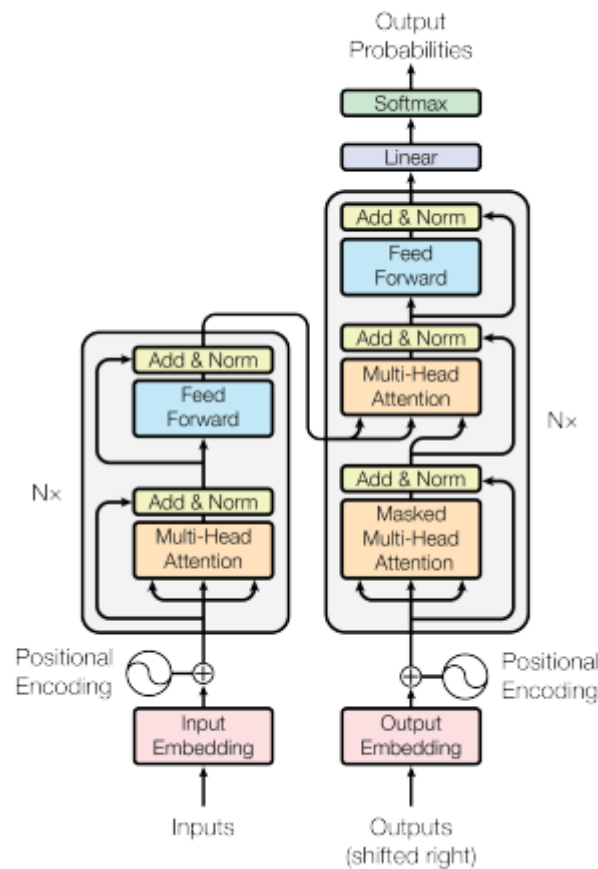 Output
Probabilities
Softmax
Linear
Add & Norm
Feed
Forward
Add & Norm
Multi-Head
Attention
Add & Norm
Masked
Multi-Head
Attention
N×
Add & Norm
Feed
Forward
Add & Norm
Multi-Head
Attention
N×
Positional
Encoding
Positional
Encoding
Input
Embedding
Output
Embedding
Inputs
Outputs
(shifted right)